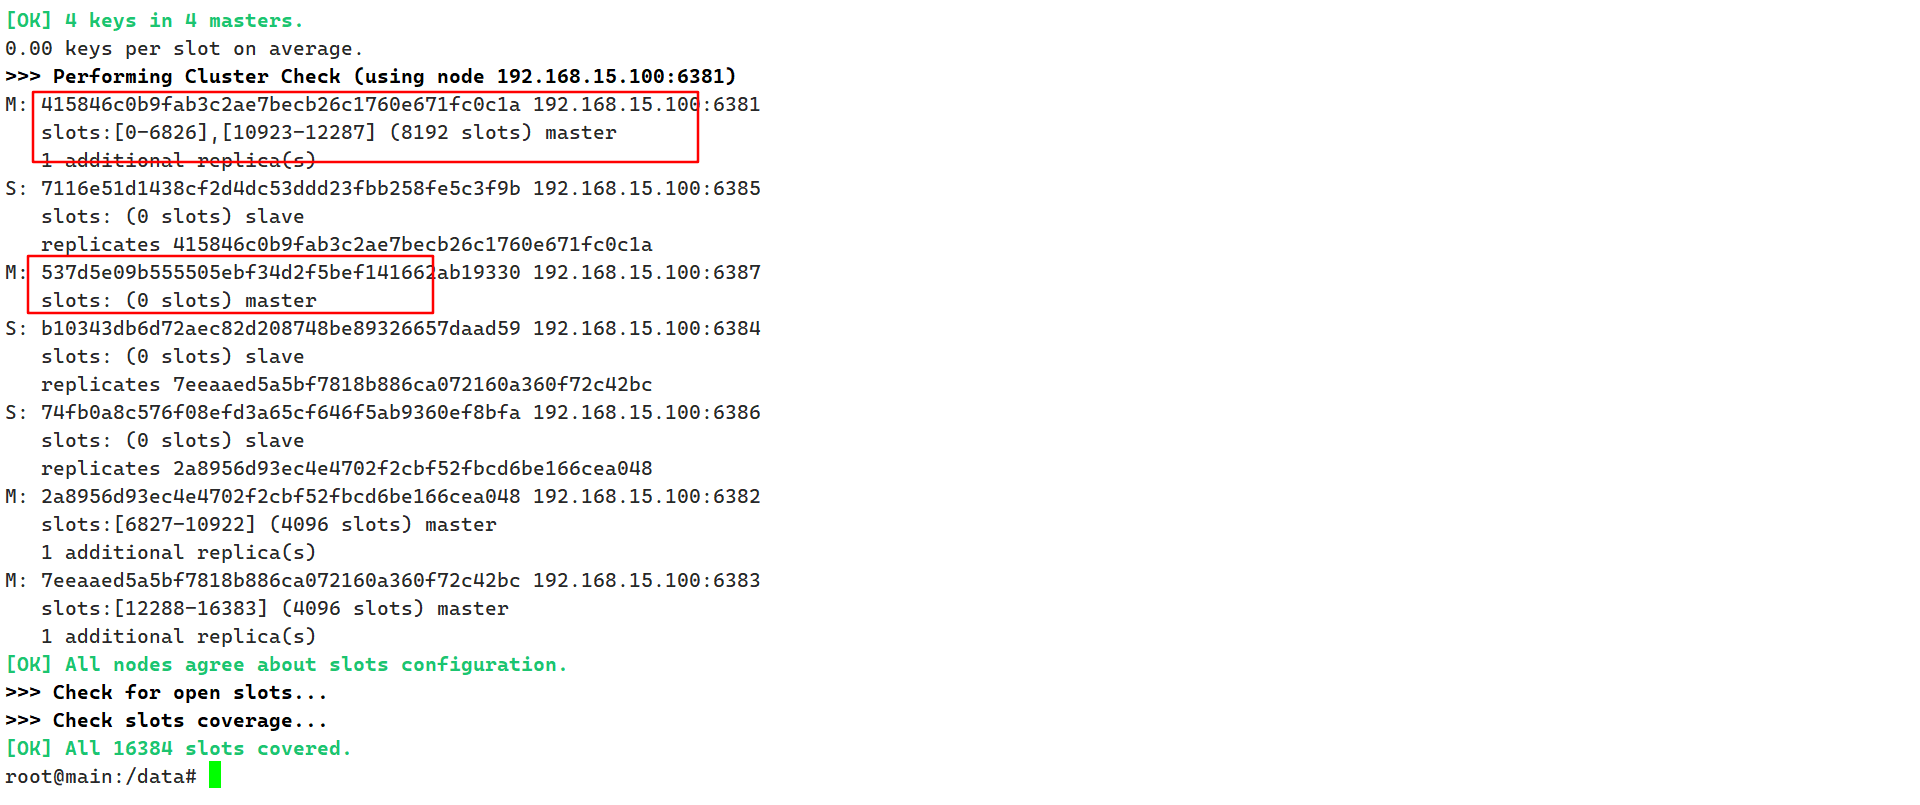 [OK] 4 keys in 4 masters.
0.00 keys per slot on average.
>>> Performing Cluster Check (using node 192.168.15.100:6381)
M: 415846c0b9fab3c2ae7becb26c1760e671fc0c1a 192.168.15.100:6381
   slots:[0-6826],[10923-12287] (8192 slots) master
   1 additional replica(s)
S: 7116e51d1438cf2d4dc53ddd23fbb258fe5c3f9b 192.168.15.100:6385
   slots: (0 slots) slave
   replicates 415846c0b9fab3c2ae7becb26c1760e671fc0c1a
M: 537d5e09b555505ebf34d2f5bef141662ab19330 192.168.15.100:6387
   slots: (0 slots) master
S: b10343db6d72aec82d208748be89326657daad59 192.168.15.100:6384
   slots: (0 slots) slave
   replicates 7eeaaed5a5bf7818b886ca072160a360f72c42bc
S: 74fb0a8c576f08efd3a65cf646f5ab9360ef8bfa 192.168.15.100:6386
   slots: (0 slots) slave
   replicates 2a8956d93ec4e4702f2cbf52fbcd6be166cea048
M: 2a8956d93ec4e4702f2cbf52fbcd6be166cea048 192.168.15.100:6382
   slots:[6827-10922] (4096 slots) master
   1 additional replica(s)
M: 7eeaaed5a5bf7818b886ca072160a360f72c42bc 192.168.15.100:6383
   slots:[12288-16383] (4096 slots) master
   1 additional replica(s)
[OK] All nodes agree about slots configuration.
>>> Check for open slots...
>>> Check slots coverage...
[OK] All 16384 slots covered.
root@main:/data#